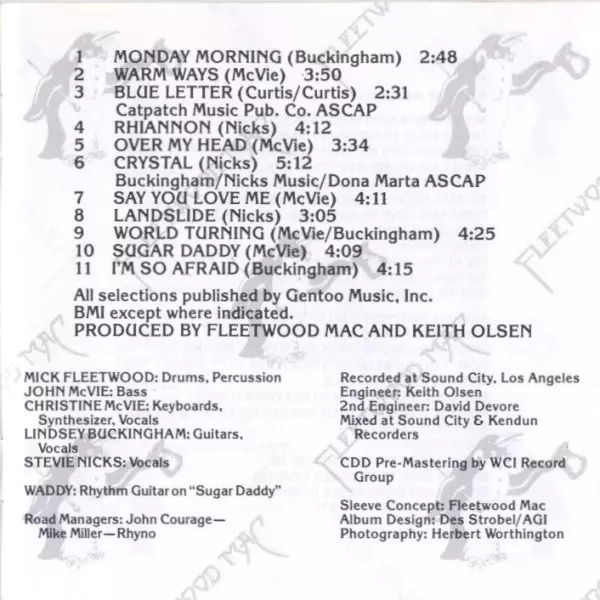 1 MONDAY MORNING (Buckingham) 2:48
2 WARM WAYS (McVie) 3:50
3 BLUE LETTER (Curtis/Curtis) 2:31
Catpatch Music Pub. Co. ASCAP
4 RHIANNON (Nicks) 4:12
5 OVER MY HEAD (McVie) 3:34
6 CRYSTAL (Nicks) 5:12
Buckingham/Nicks Music/Dona Marta ASCAP
7 SAY YOU LOVE ME (McVie) 4:11
8 LANDSLIDE (Nicks) 3:05
9 WORLD TURNING (McVie/Buckingham) 4:25
10 SUGAR DADDY (McVie) 4:09
11 I'M SO AFRAID (Buckingham) 4:15
All selections published by Gentoo Music, Inc.
BMI except where indicated.
PRODUCED BY FLEETWOOD MAC AND KEITH OLSEN
MICK FLEETWOOD: Drums, Percussion
JOHN McVIE: Bass
CHRISTINE McVIE: Keyboards,
Synthesizer, Vocals
LINDSEY BUCKINGHAM: Guitars,
Vocals
STEVIE NICKS: Vocals
WADDY: Rhythm Guitar on "Sugar Daddy"
Road Managers: John Courage—
Mike Miller—Rhyno
Recorded at Sound City, Los Angeles
Engineer: Keith Olsen
2nd Engineer: David Devore
Mixed at Sound City & Kendun
Recorders
CDD Pre-Mastering by WCI Record
Group
Sleeve Concept: Fleetwood Mac
Album Design: Des Strobel/AGI
Photography: Herbert Worthington
FLEETWOOD MAC
FLEETWOOD
FLEETWOOD MAC